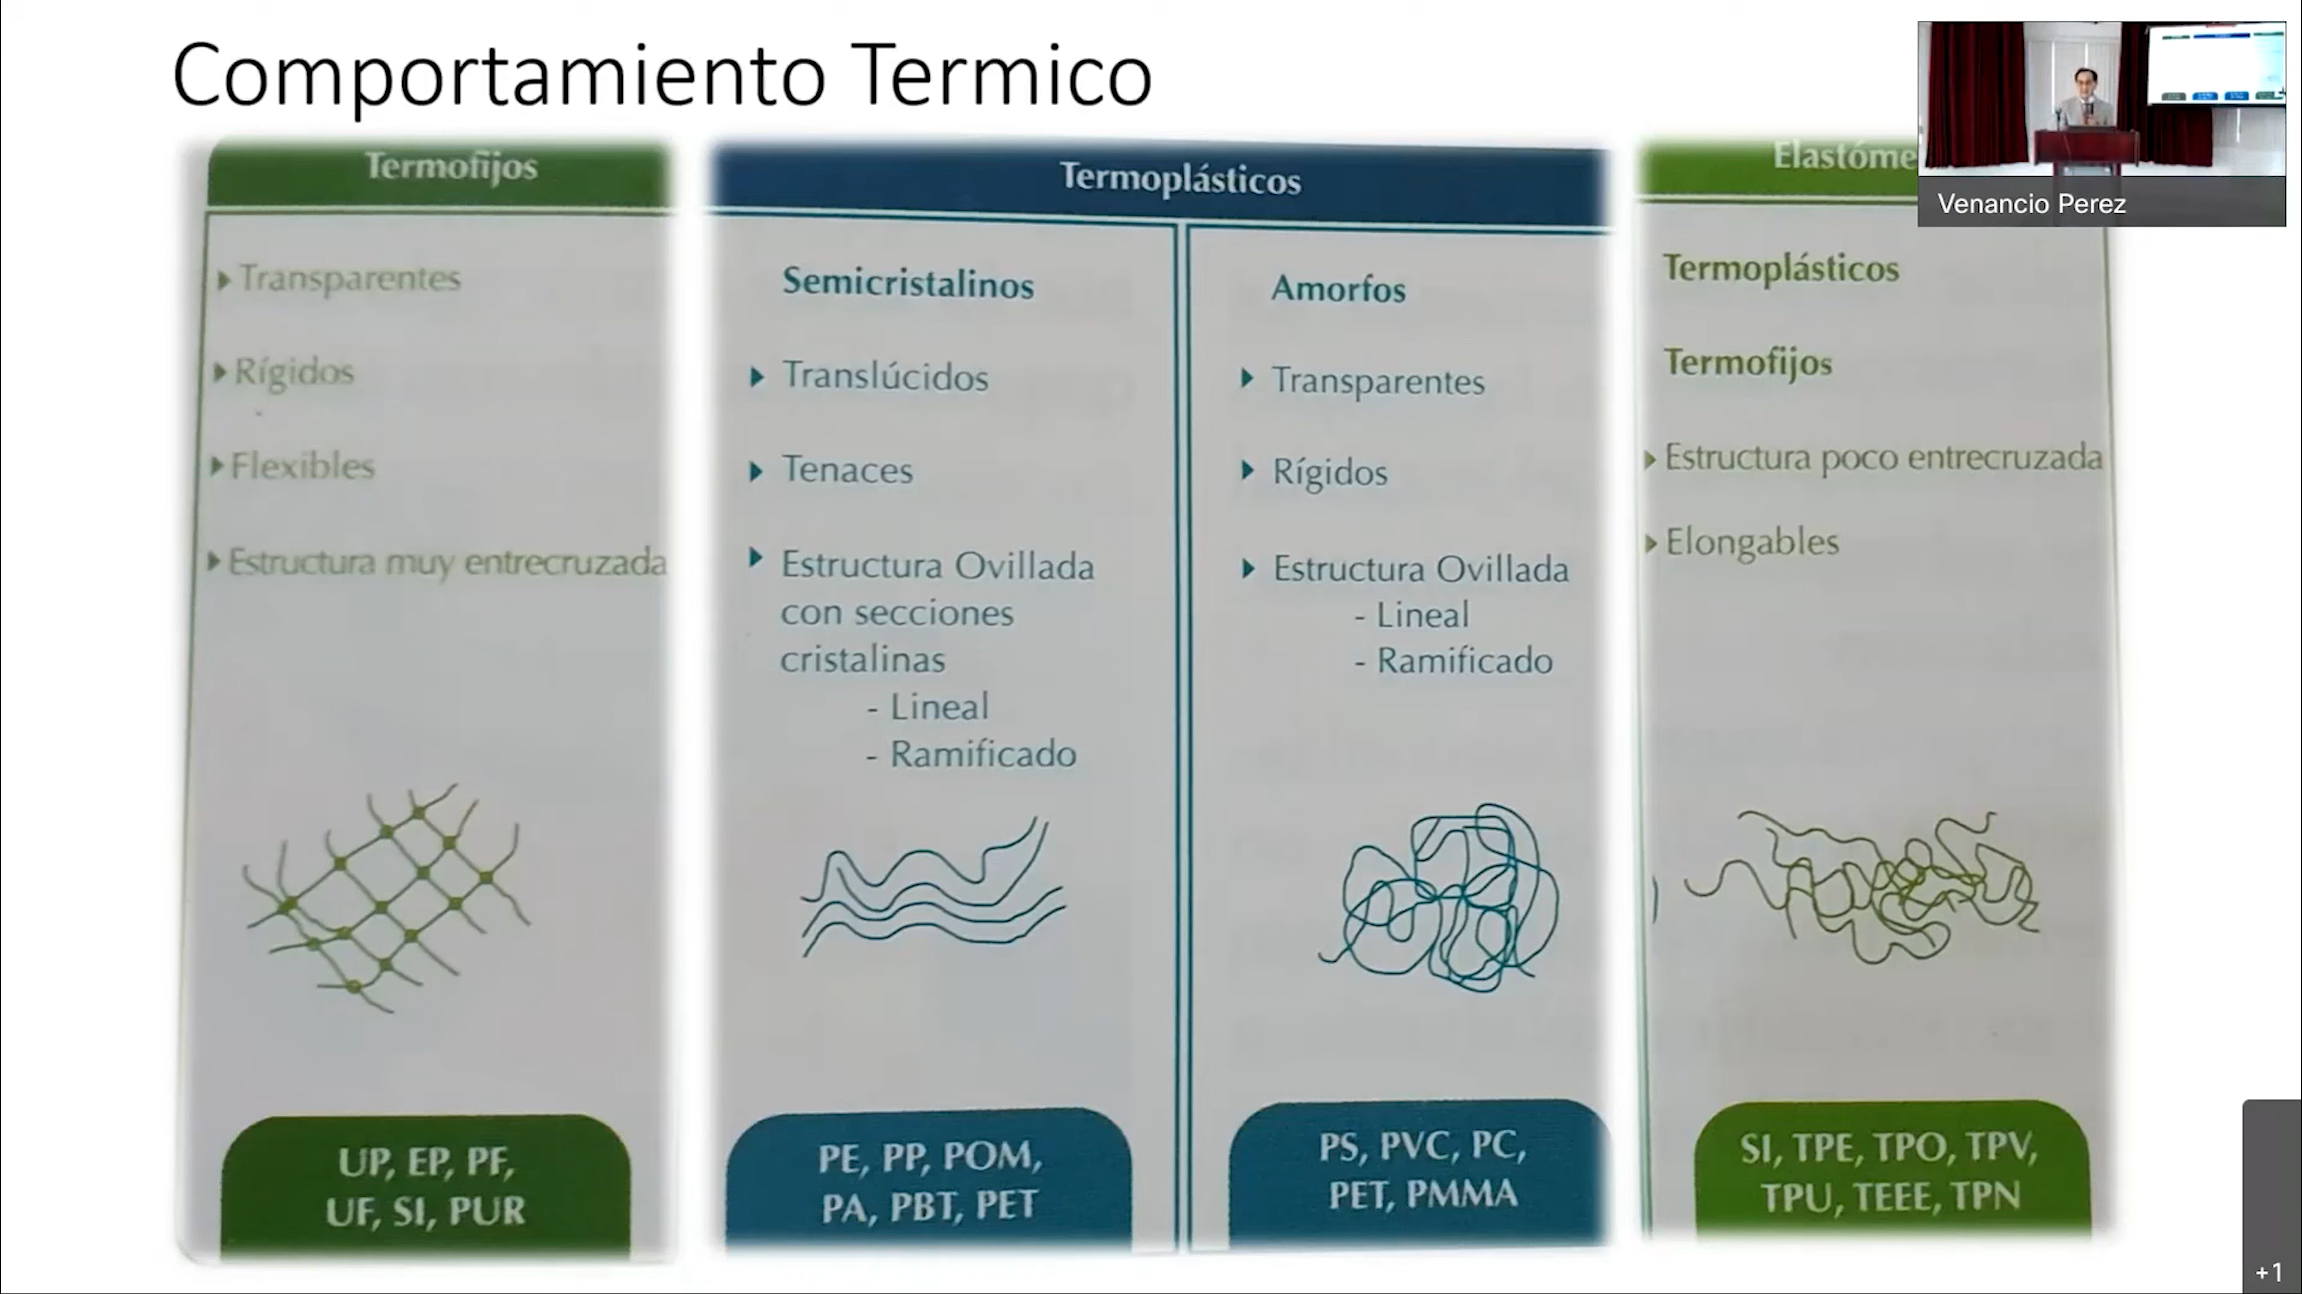 Comportamiento Termico
Termofijos
Transparentes
Rígidos
Flexibles
Estructura muy entrecruzada
UP, EP, PF,
UF, SI, PUR
Termoplásticos
Semicristalinos
Translúcidos
Tenaces
Estructura Ovillada
con secciones
cristalinas
- Lineal
- Ramificado
PE, PP, POM,
PA, PBT, PET
Amorfos
Transparentes
Rígidos
Estructura Ovillada
- Lineal
- Ramificado
PS, PVC, PC,
PET, PMMA
Elastóme
Termoplásticos
Termofijos
Estructura poco entrecruzada
Elongables
SI, TPE, TPO, TPV,
TPU, TEEE, TPN
Venancio Perez
+1